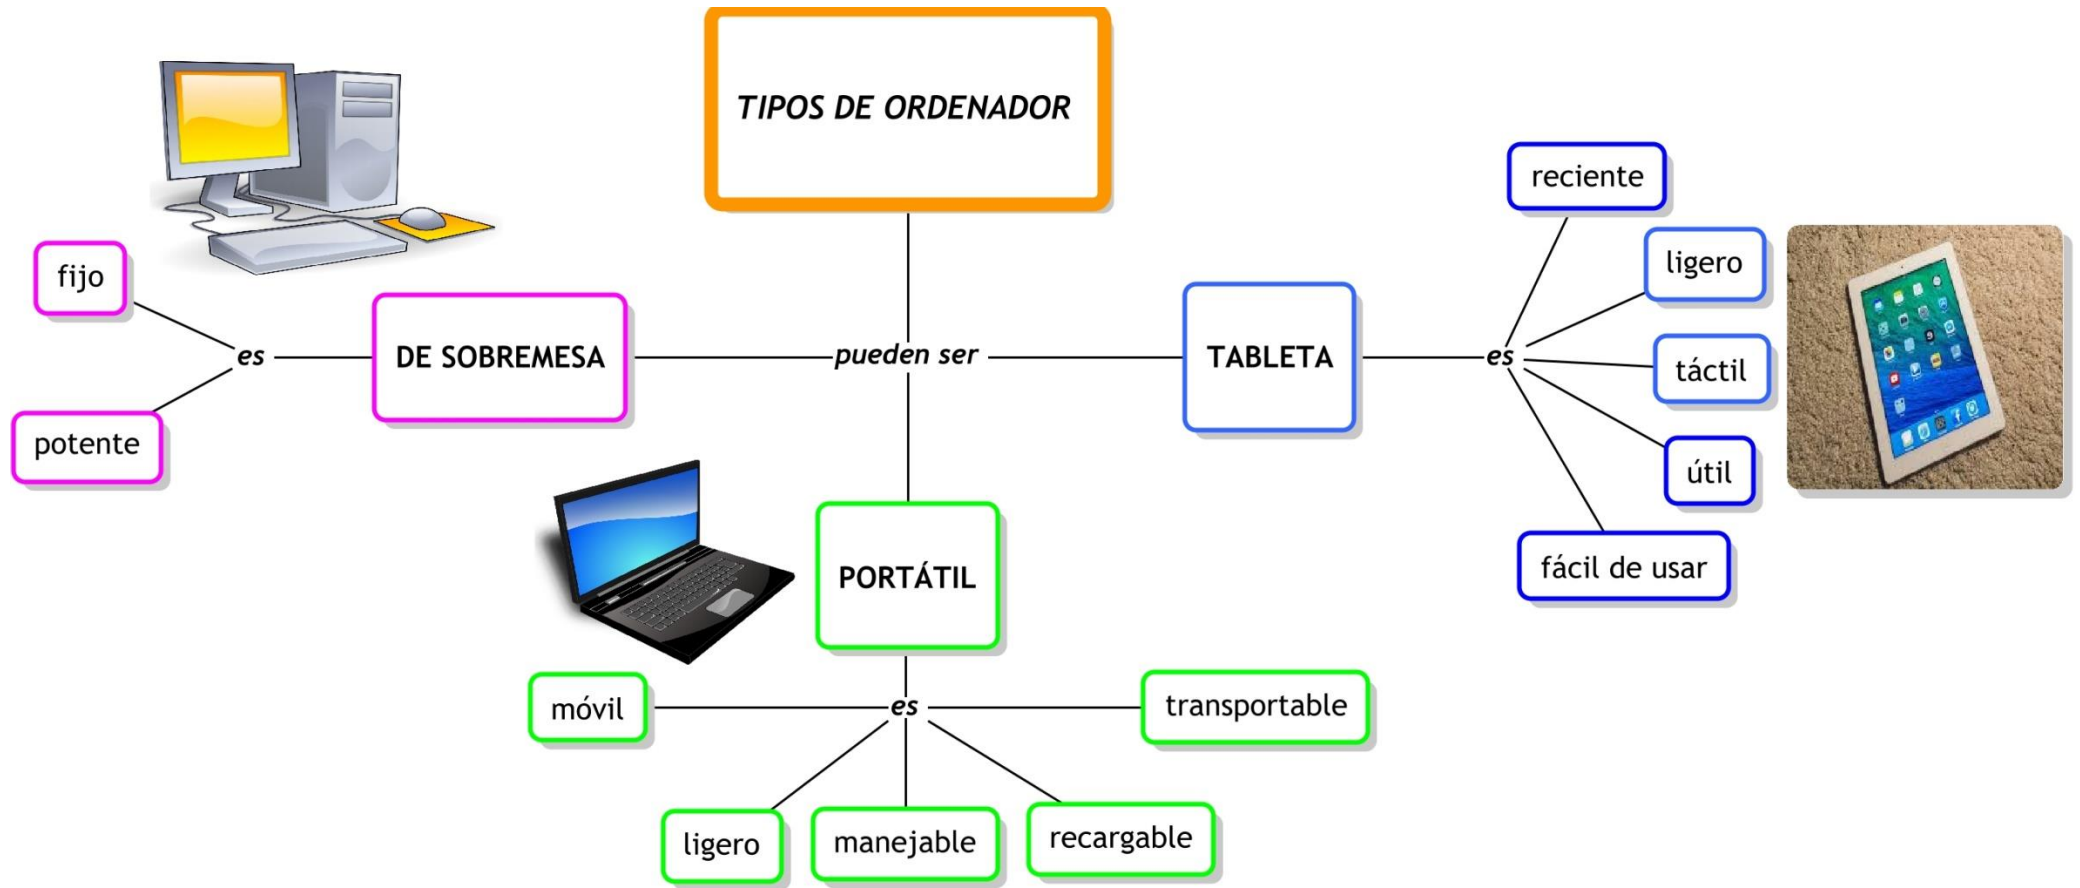 TIPOS DE ORDENADOR
pueden ser
DE SOBREMESA
es
fijo
potente
PORTÁTIL
es
móvil
ligero
manejable
recargable
transportable
TABLETA
es
reciente
ligero
táctil
útil
fácil de usar